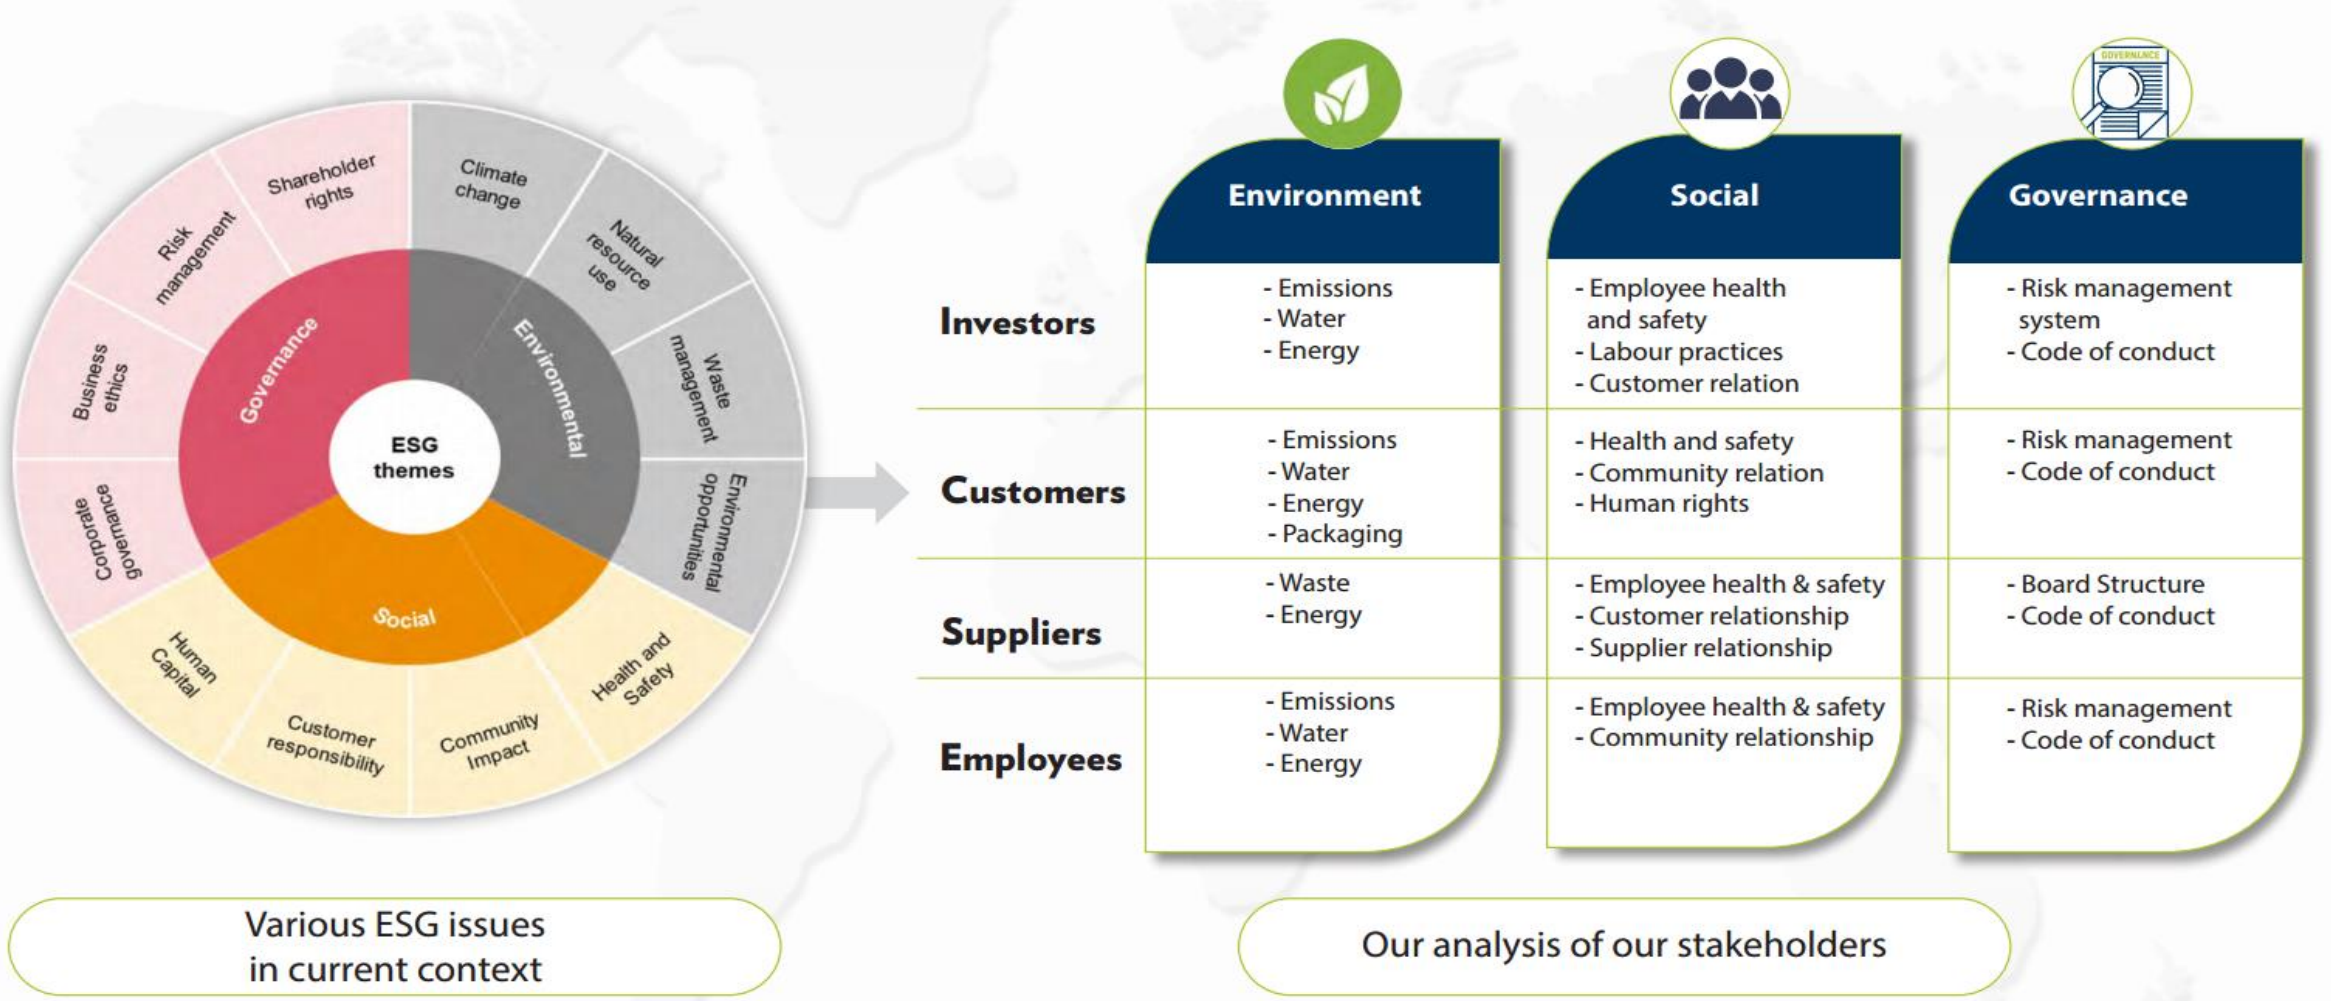 Shareholder
rights
Climate
change
Risk
management
Natural
resource
use
Business
ethics
Waste
management
Corporate
governance
Environmental
opportunities
Human
Capital
Customer
responsibility
Community
Impact
Health and
Safety
Governance
Environmental
Social
ESG
themes
Various ESG issues
in current context
GOVERNLNCE
Environment
Social
Governance
Investors
- Emissions
- Water
- Energy
- Employee health
and safety
- Labour practices
- Customer relation
- Risk management
system
- Code of conduct
Customers
- Emissions
- Water
- Energy
- Packaging
- Health and safety
- Community relation
- Human rights
- Risk management
- Code of conduct
Suppliers
- Waste
- Energy
- Employee health & safety
- Customer relationship
- Supplier relationship
- Board Structure
- Code of conduct
Employees
- Emissions
- Water
- Energy
- Employee health & safety
- Community relationship
- Risk management
- Code of conduct
Our analysis of our stakeholders